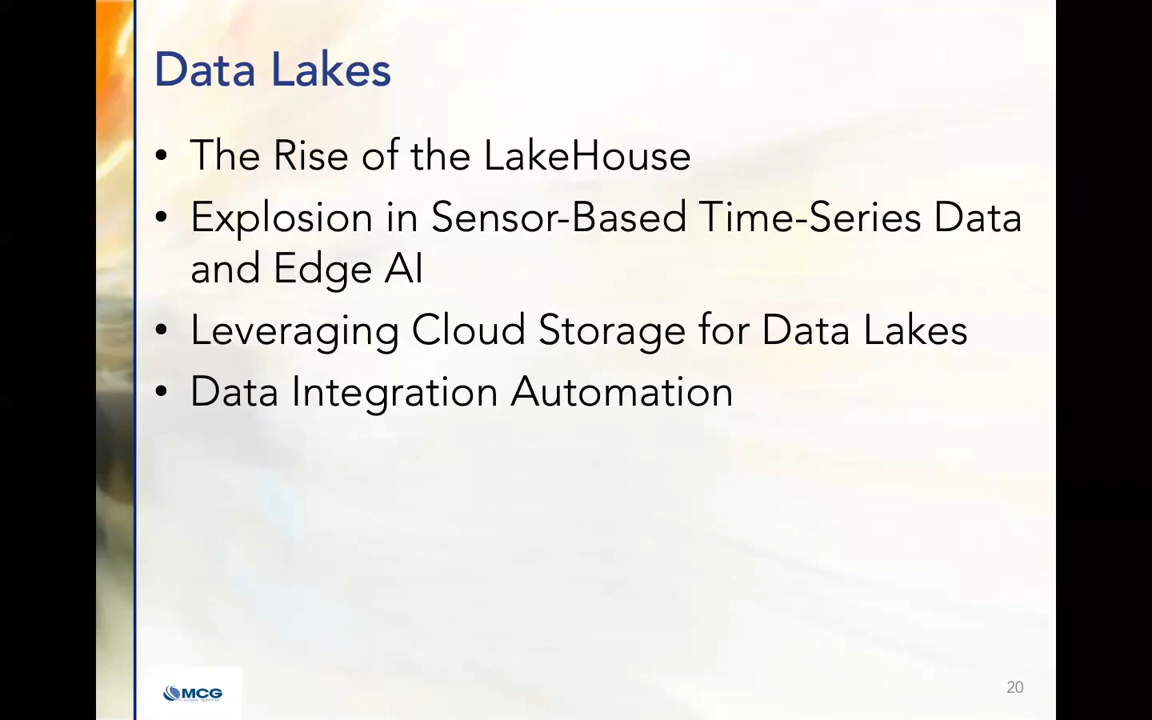 Data Lakes
• The Rise of the LakeHouse
• Explosion in Sensor-Based Time-Series Data
and Edge AI
• Leveraging Cloud Storage for Data Lakes
• Data Integration Automation
MCG
20